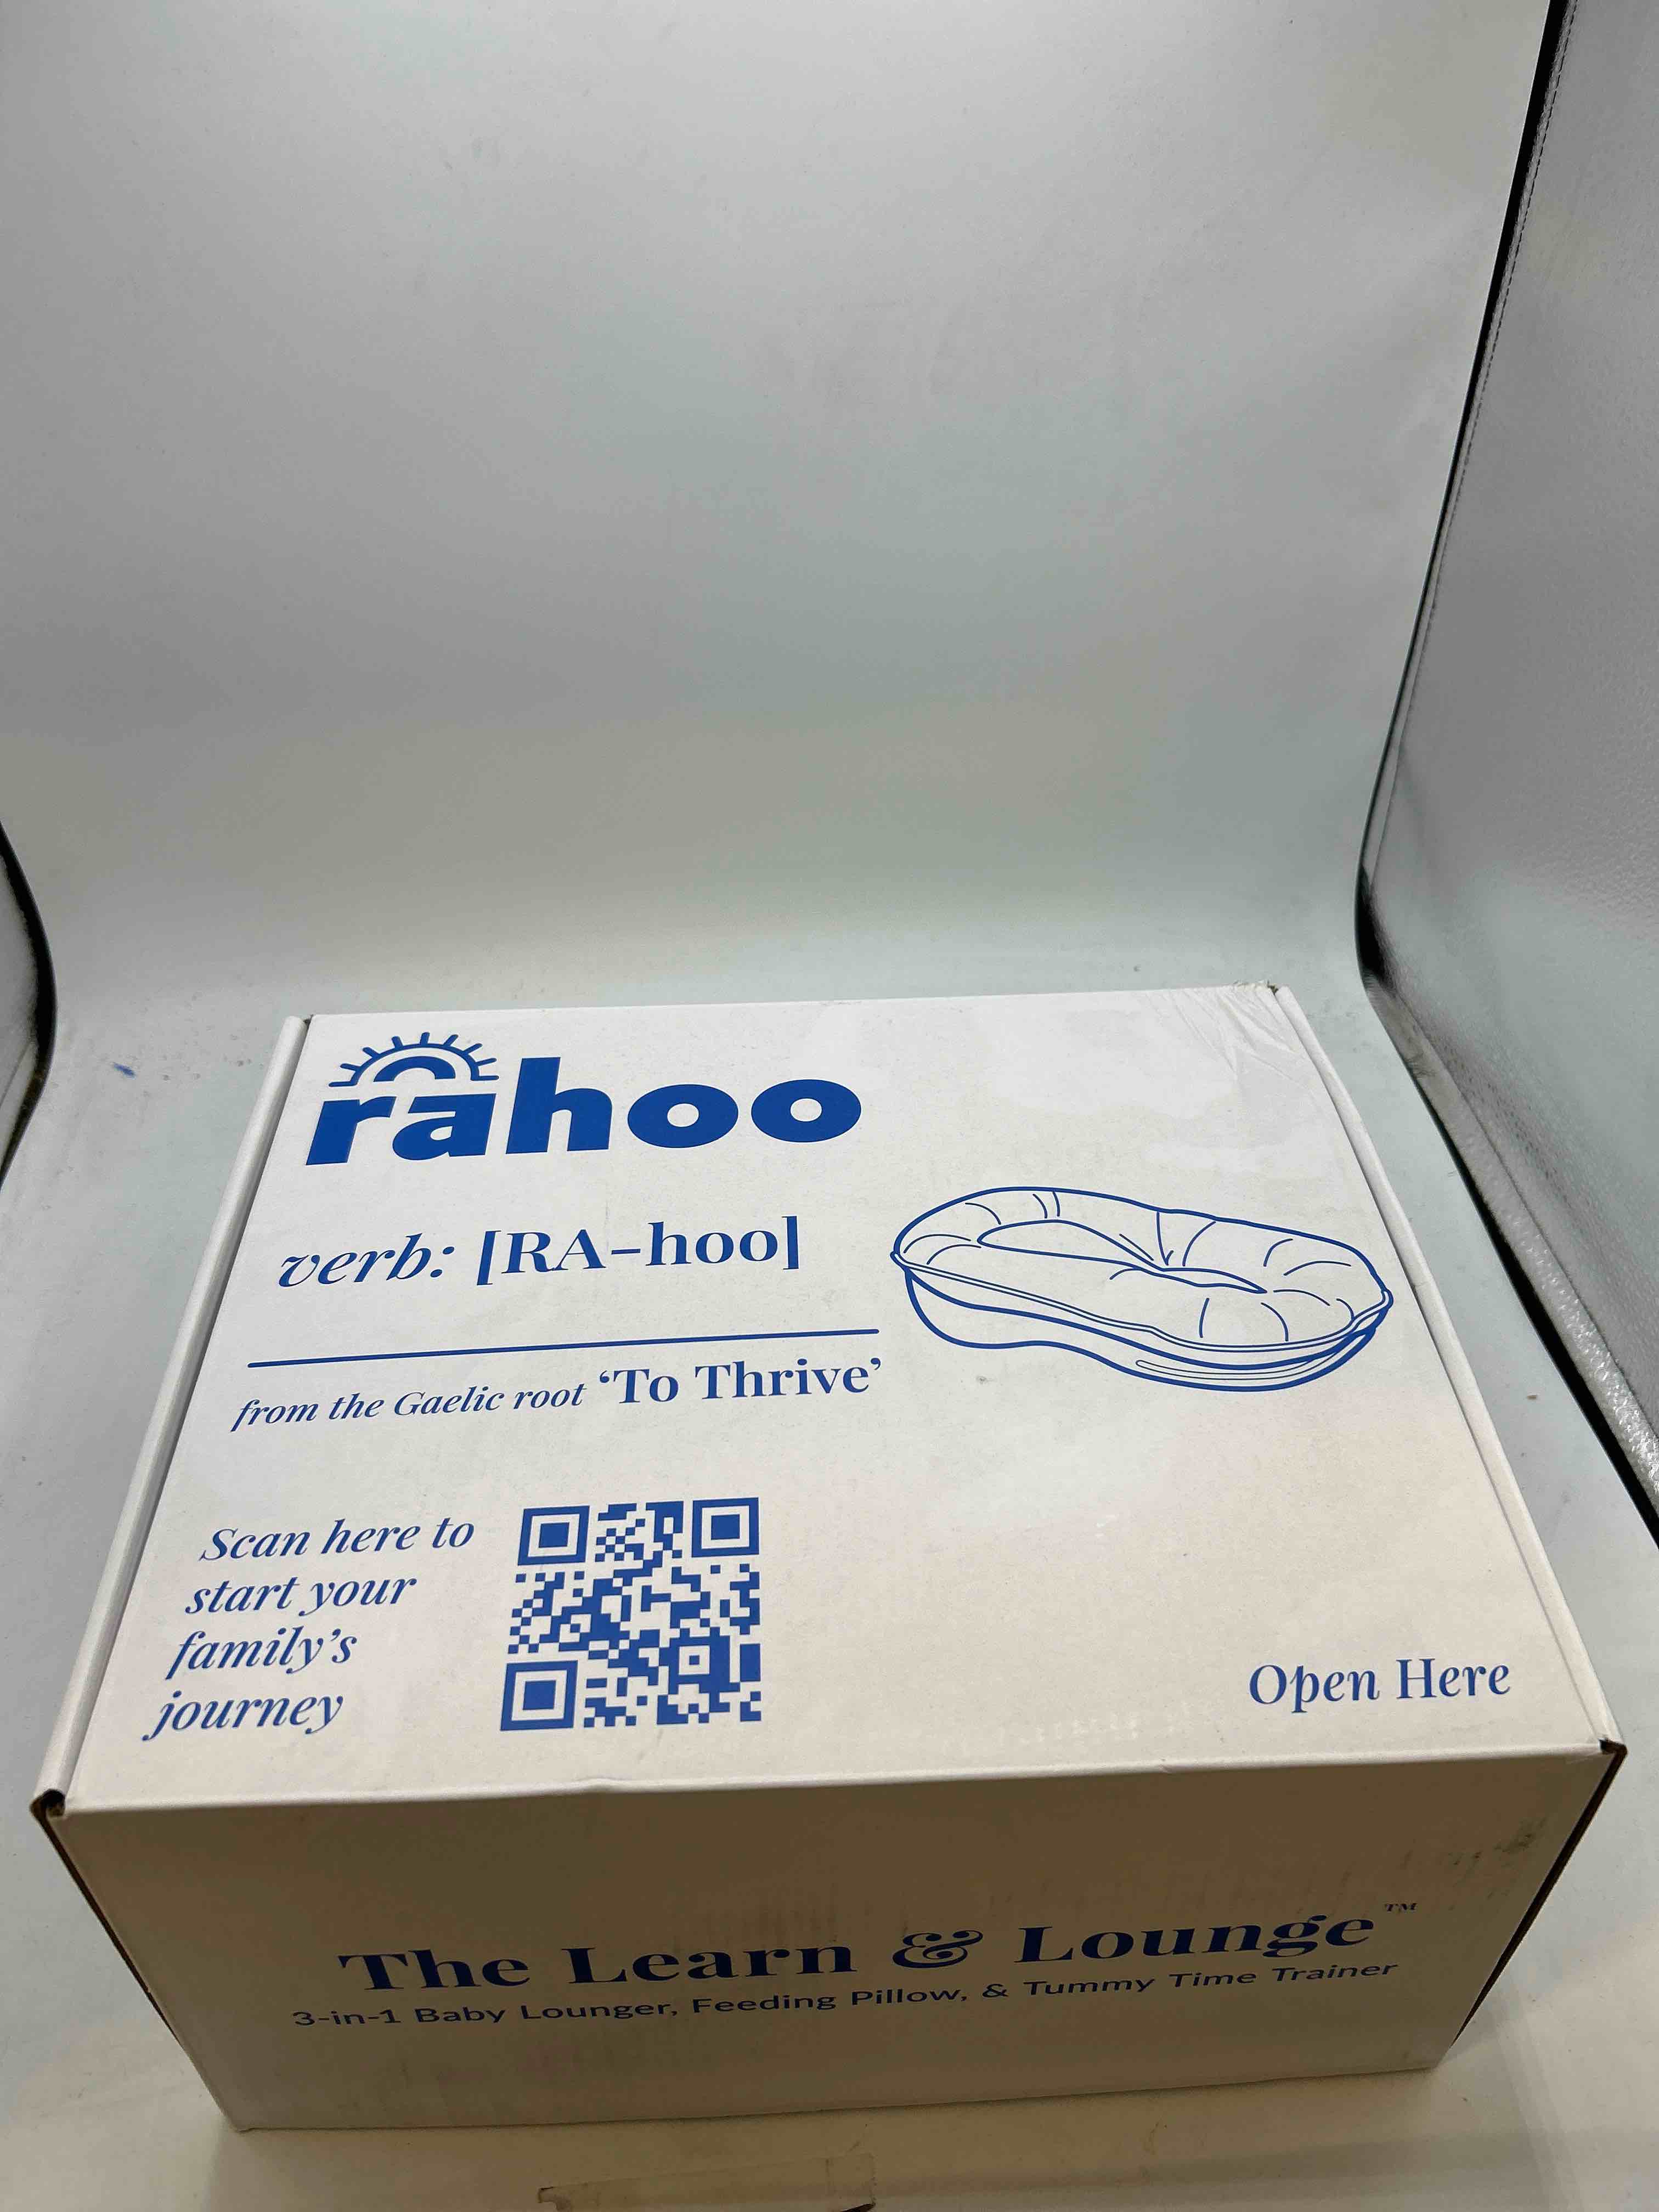 rahoo
verb: [RA-hoo]
from the Gaelic root ‘To Thrive’
Scan here to
start your
family’s
journey
Open Here
The Learn & Lounge™
3-in-1 Baby Lounger, Feeding Pillow, & Tummy Time Trainer